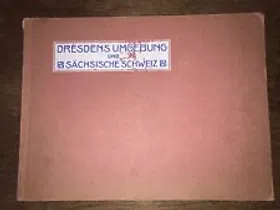 DRESDENS UMGEBUNG
UND
SÄCHSISCHE SCHWEIZ